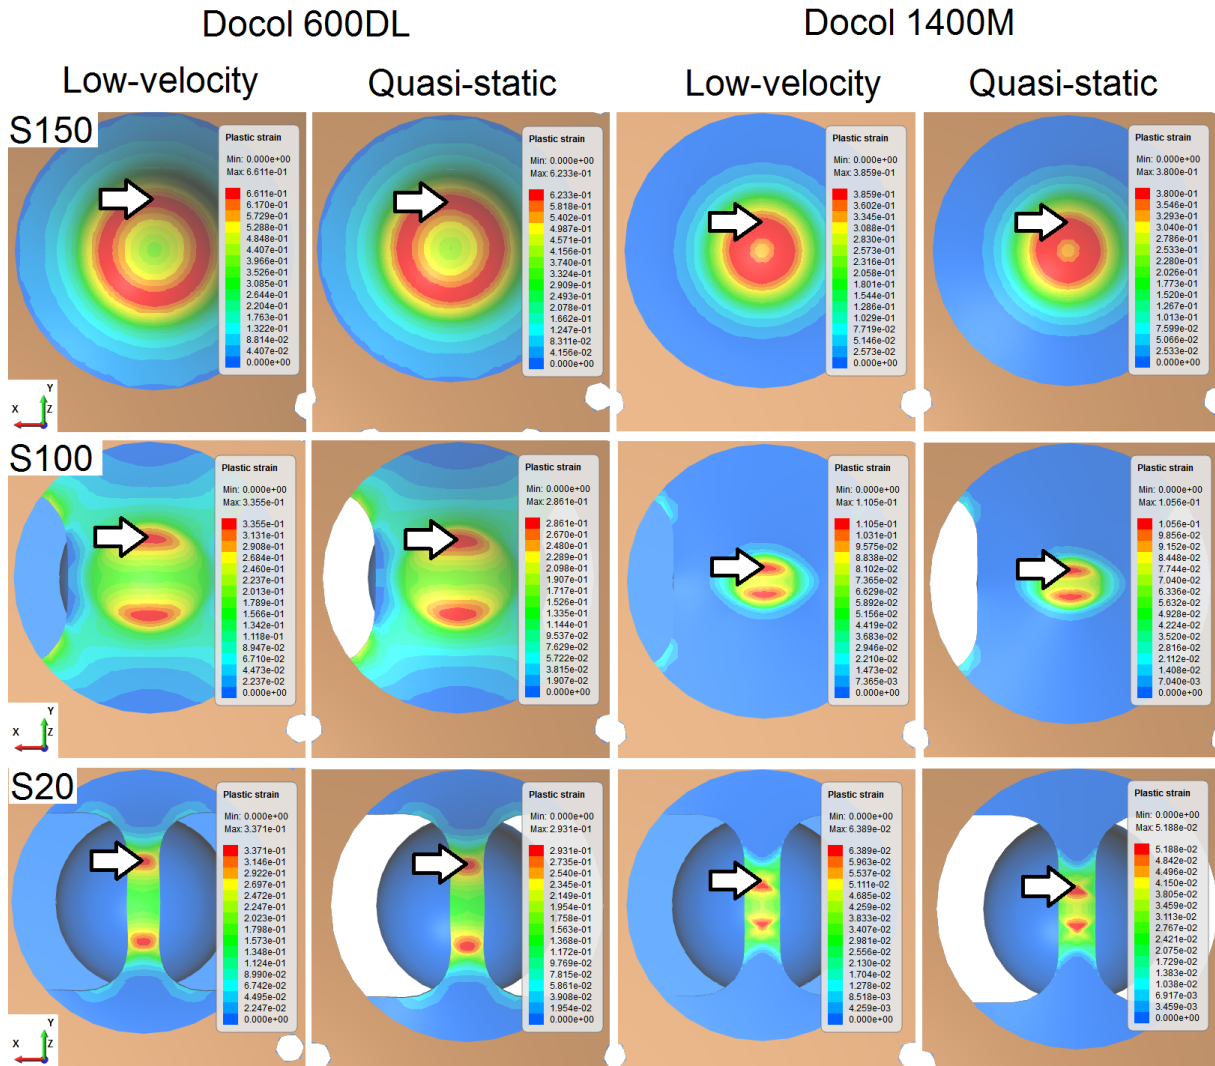 Docol 600DL
Docol 1400M
Low-velocity
Quasi-static
Low-velocity
Quasi-static
S150
Plastic strain
Min: 0.000e+00
Max: 6.611e-01
6.611e-01
6.170e-01
5.729e-01
5.288e-01
4.848e-01
4.407e-01
3.966e-01
3.526e-01
3.085e-01
2.644e-01
2.204e-01
1.763e-01
1.322e-01
8.814e-02
4.407e-02
0.000e+00
Y
X
Z
Plastic strain
Min: 0.000e+00
Max: 6.233e-01
6.233e-01
5.818e-01
5.402e-01
4.987e-01
4.571e-01
4.156e-01
3.740e-01
3.324e-01
2.909e-01
2.493e-01
2.078e-01
1.662e-01
1.247e-01
8.311e-02
4.156e-02
0.000e+00
Plastic strain
Min: 0.000e+00
Max: 3.859e-01
3.859e-01
3.602e-01
3.345e-01
3.088e-01
2.830e-01
2.573e-01
2.316e-01
2.058e-01
1.801e-01
1.544e-01
1.286e-01
1.029e-01
7.719e-02
5.146e-02
2.573e-02
0.000e+00
Plastic strain
Min: 0.000e+00
Max: 3.800e-01
3.800e-01
3.546e-01
3.293e-01
3.040e-01
2.786e-01
2.533e-01
2.280e-01
2.026e-01
1.773e-01
1.520e-01
1.267e-01
1.013e-01
7.599e-02
5.066e-02
2.533e-02
0.000e+00
S100
Plastic strain
Min: 0.000e+00
Max: 3.355e-01
3.355e-01
3.131e-01
2.908e-01
2.684e-01
2.460e-01
2.237e-01
2.013e-01
1.789e-01
1.566e-01
1.342e-01
1.118e-01
8.947e-02
6.710e-02
4.473e-02
2.237e-02
0.000e+00
Y
X
Z
Plastic strain
Min: 0.000e+00
Max: 2.861e-01
2.861e-01
2.670e-01
2.480e-01
2.289e-01
2.098e-01
1.907e-01
1.717e-01
1.526e-01
1.335e-01
1.144e-01
9.537e-02
7.629e-02
5.722e-02
3.815e-02
1.907e-02
0.000e+00
Plastic strain
Min: 0.000e+00
Max: 1.105e-01
1.105e-01
1.031e-01
9.575e-02
8.838e-02
8.102e-02
7.365e-02
6.629e-02
5.892e-02
5.156e-02
4.419e-02
3.683e-02
2.946e-02
2.210e-02
1.473e-02
7.365e-03
0.000e+00
Plastic strain
Min: 0.000e+00
Max: 1.056e-01
1.056e-01
9.856e-02
9.152e-02
8.448e-02
7.744e-02
7.040e-02
6.336e-02
5.632e-02
4.928e-02
4.224e-02
3.520e-02
2.816e-02
2.112e-02
1.408e-02
7.040e-03
0.000e+00
S20
Plastic strain
Min: 0.000e+00
Max: 3.371e-01
3.371e-01
3.146e-01
2.922e-01
2.697e-01
2.472e-01
2.247e-01
2.023e-01
1.798e-01
1.573e-01
1.348e-01
1.124e-01
8.990e-02
6.742e-02
4.495e-02
2.247e-02
0.000e+00
Y
X
Z
Plastic strain
Min: 0.000e+00
Max: 2.931e-01
2.931e-01
2.735e-01
2.540e-01
2.345e-01
2.149e-01
1.954e-01
1.758e-01
1.563e-01
1.368e-01
1.172e-01
9.769e-02
7.815e-02
5.861e-02
3.908e-02
1.954e-02
0.000e+00
Plastic strain
Min: 0.000e+00
Max: 6.389e-02
6.389e-02
5.963e-02
5.537e-02
5.111e-02
4.685e-02
4.259e-02
3.833e-02
3.407e-02
2.981e-02
2.556e-02
2.130e-02
1.704e-02
1.278e-02
8.518e-03
4.259e-03
0.000e+00
Plastic strain
Min: 0.000e+00
Max: 5.188e-02
5.188e-02
4.842e-02
4.496e-02
4.150e-02
3.805e-02
3.459e-02
3.113e-02
2.767e-02
2.421e-02
2.075e-02
1.729e-02
1.383e-02
1.038e-02
6.917e-03
3.459e-03
0.000e+00